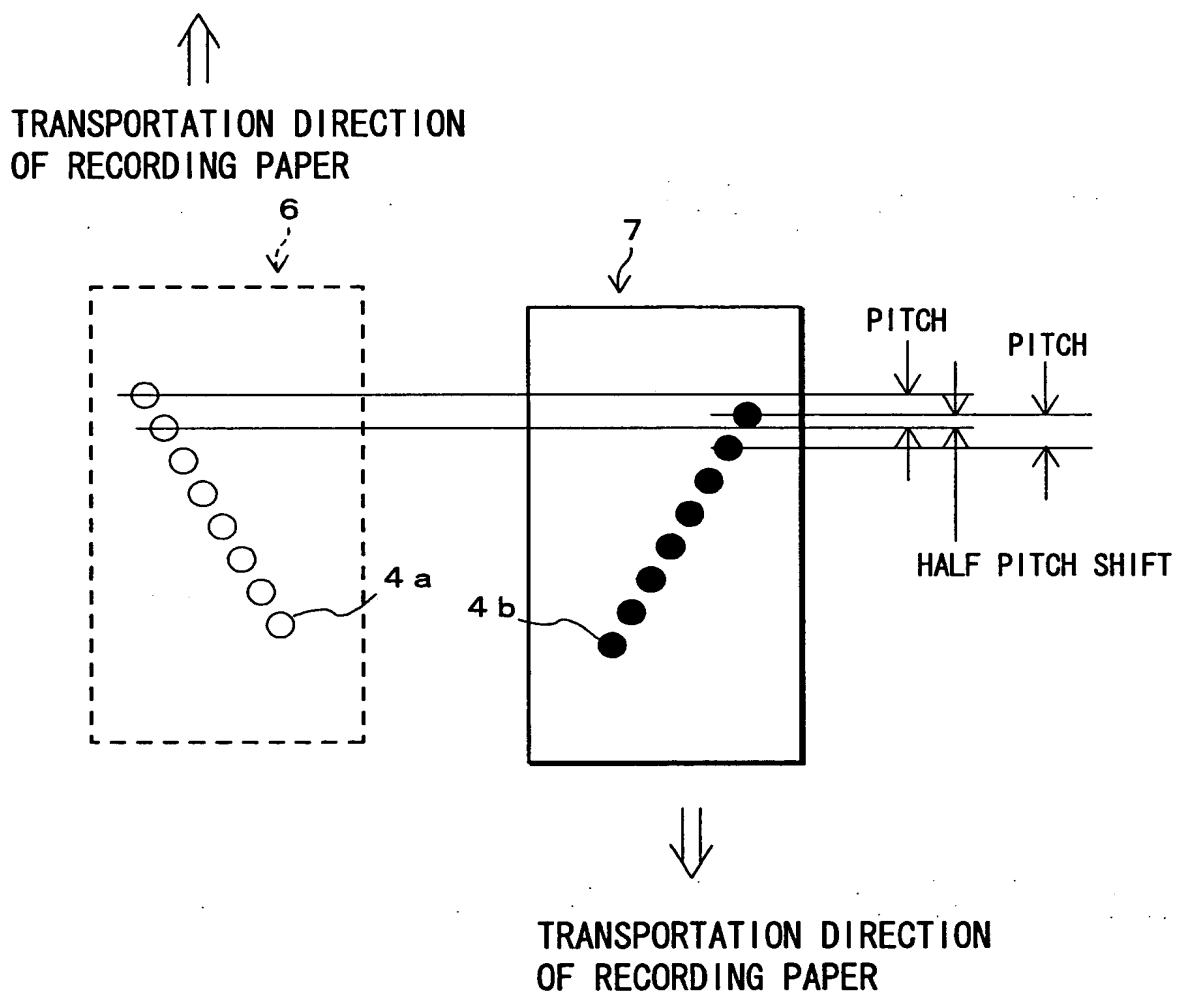 TRANSPORTATION DIRECTION
OF RECORDING PAPER
6
7
PITCH
PITCH
HALF PITCH SHIFT
4a
4b
TRANSPORTATION DIRECTION
OF RECORDING PAPER